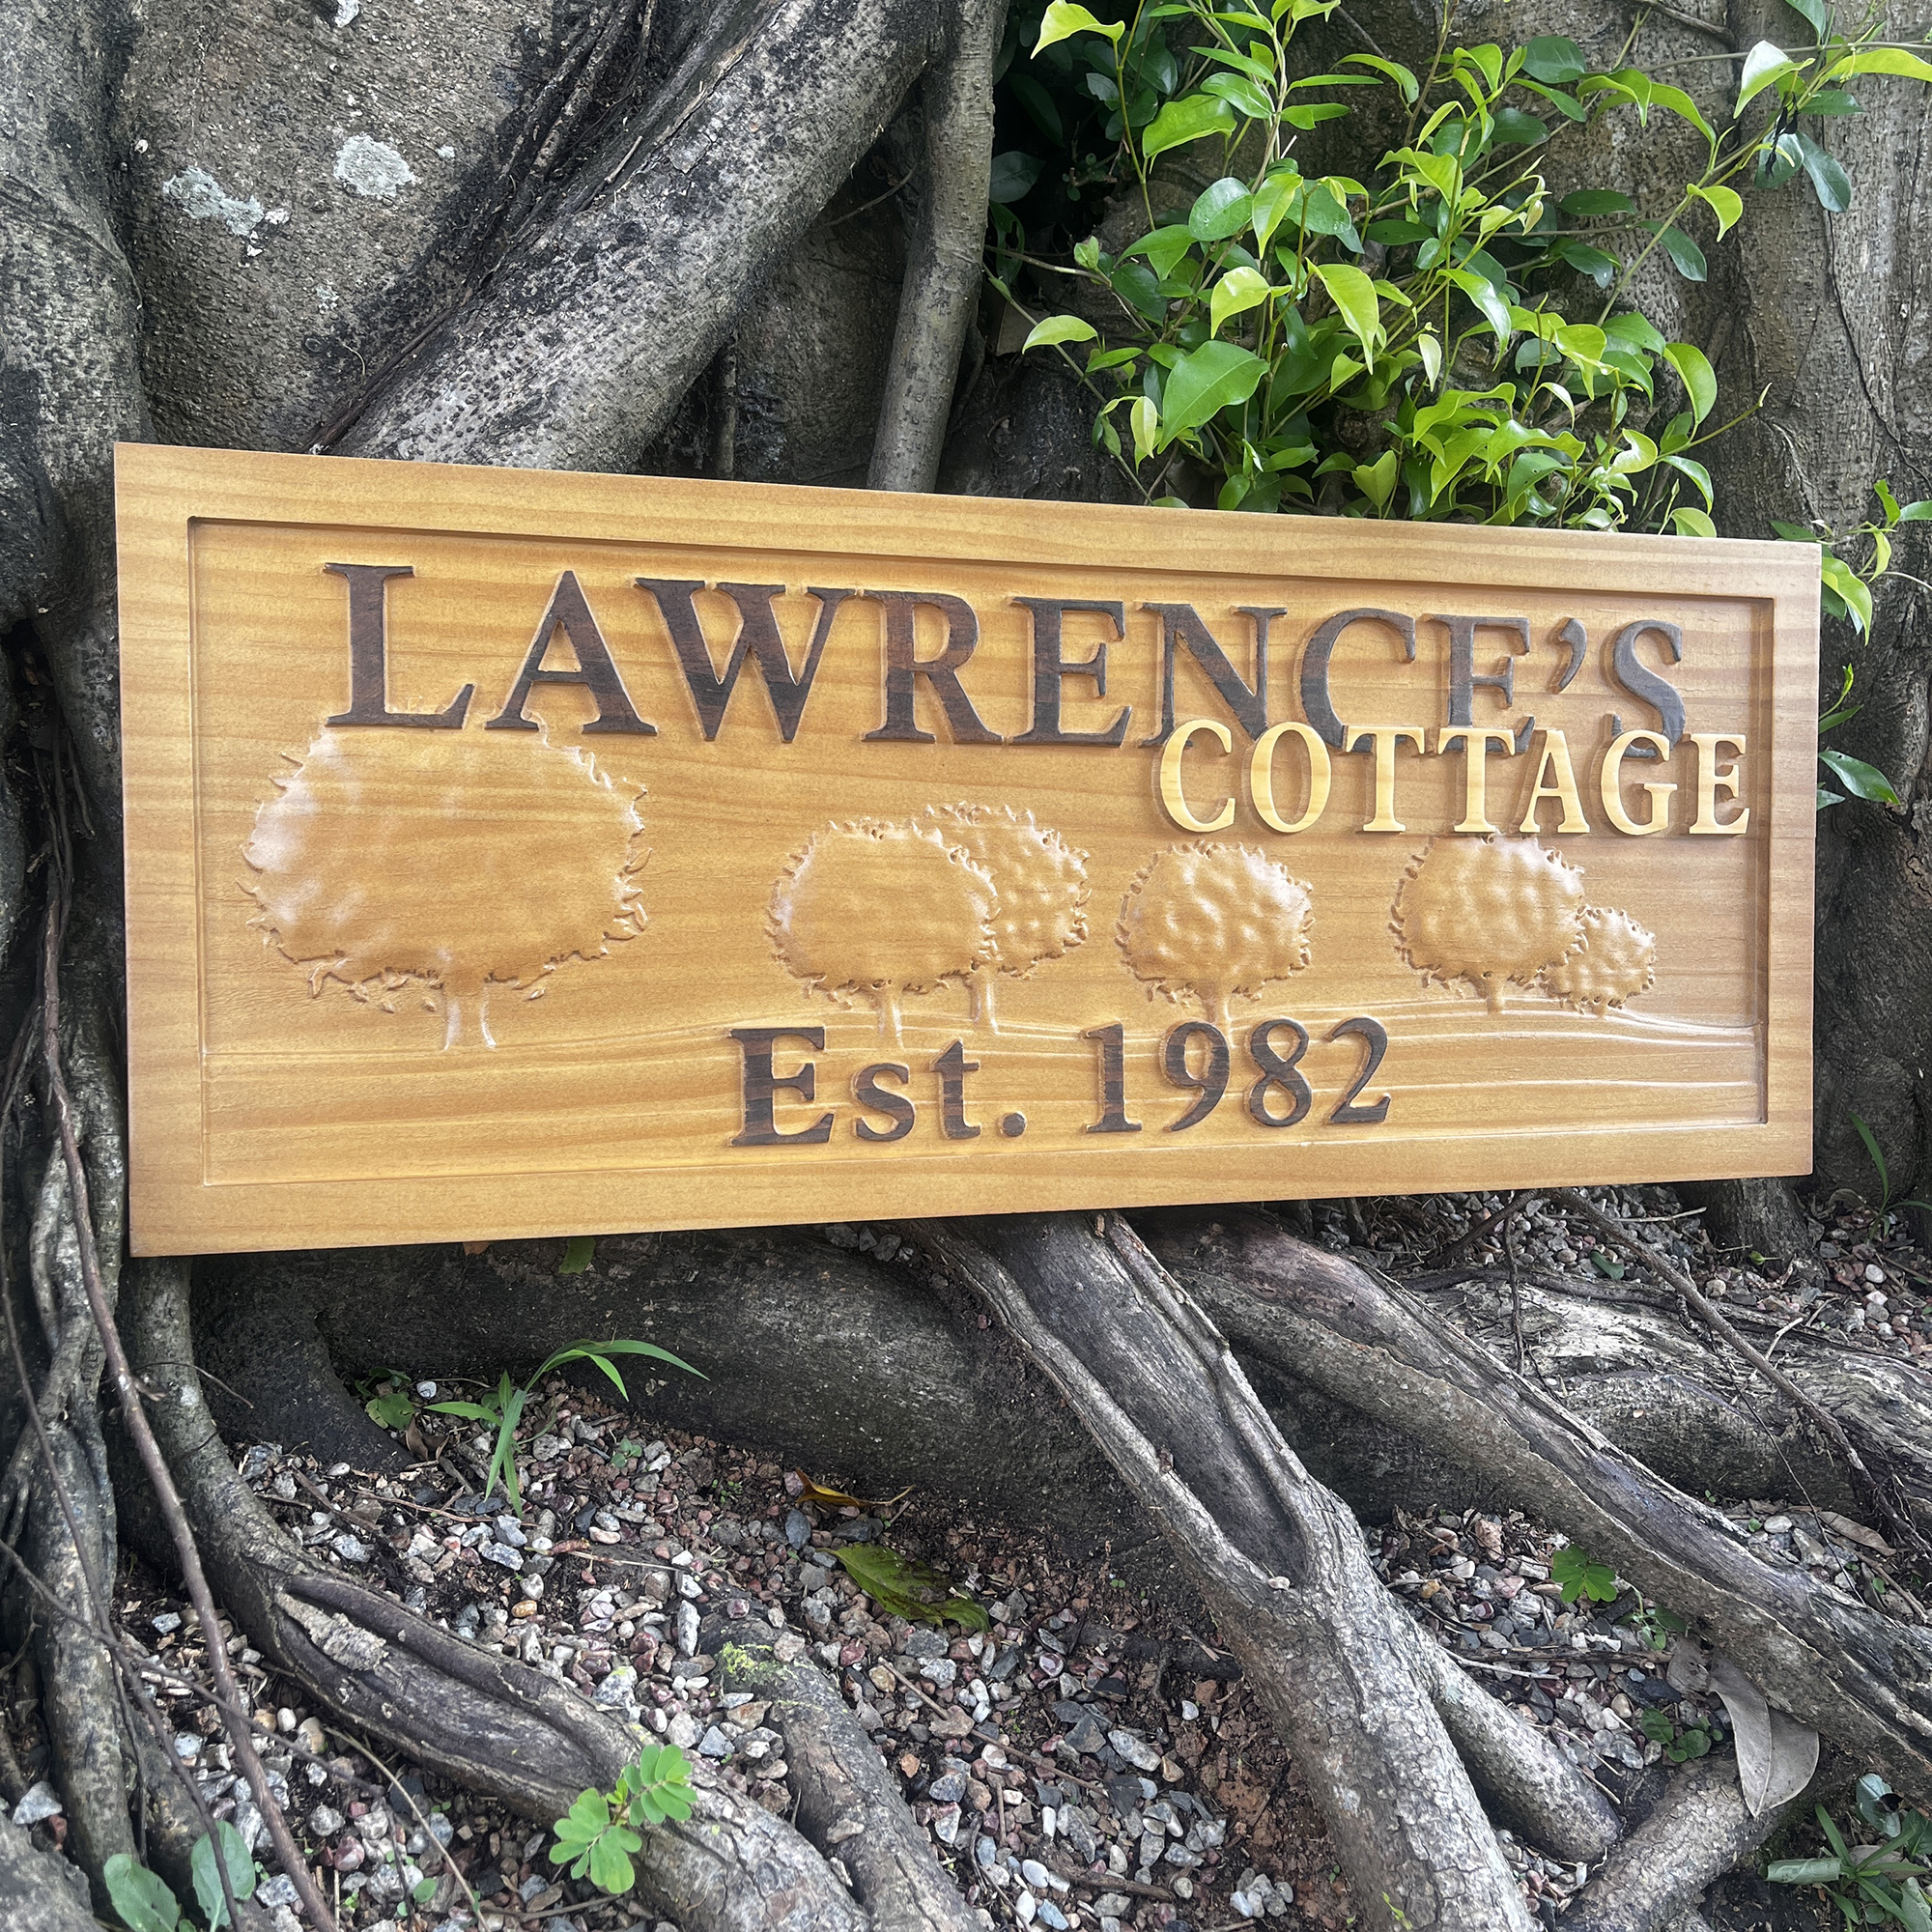 LAWRENCE'S
COTTAGE
Est. 1982